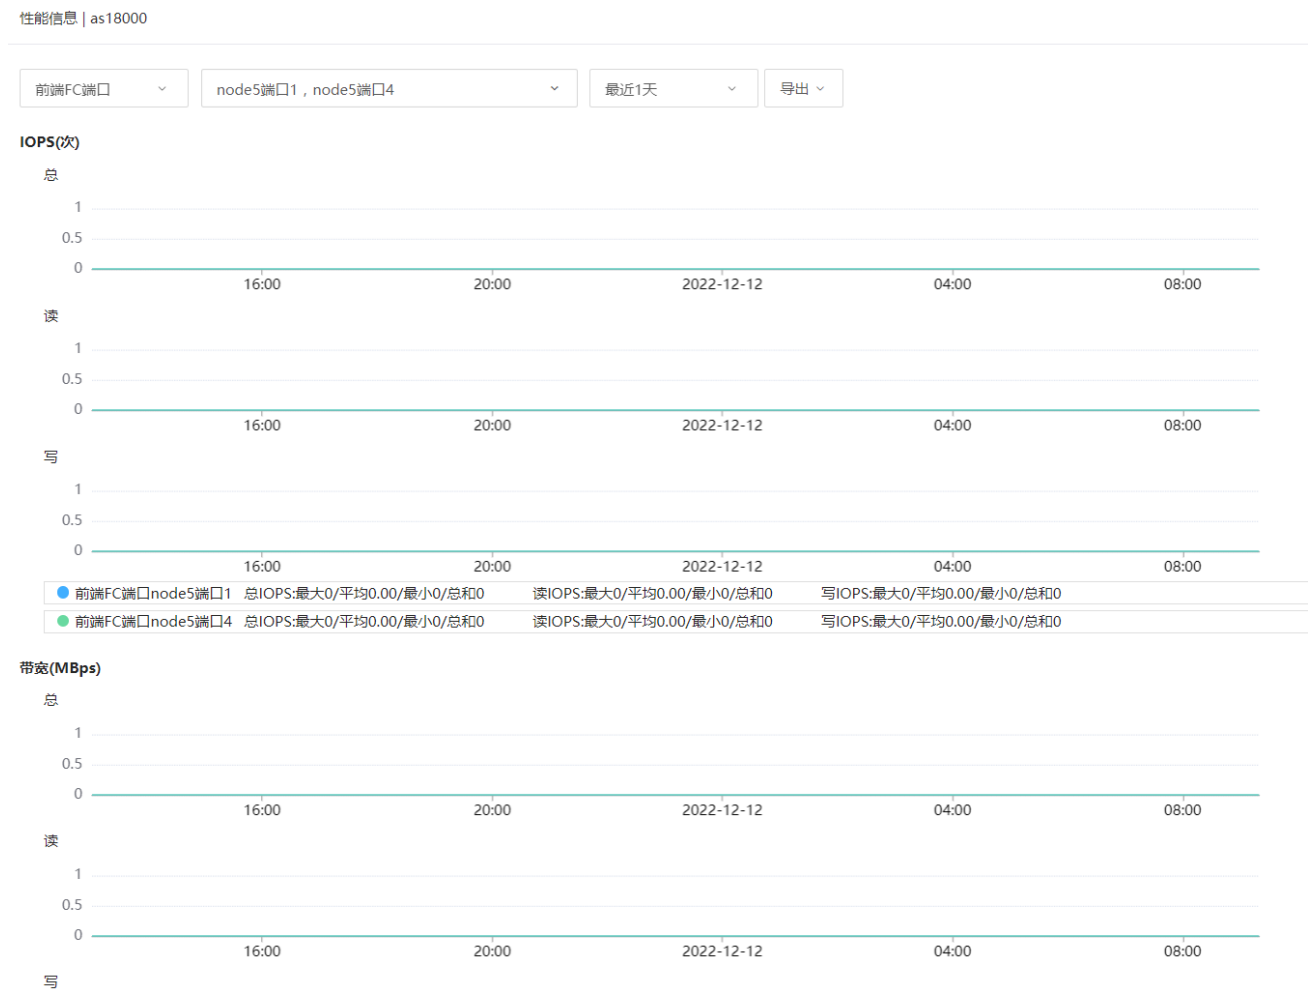 性能信息 | as18000
前端FC端口 node5端口1，node5端口4 最近1天 导出
IOPS(次)
总
1
0.5
0
16:00 20:00 2022-12-12 04:00 08:00
读
1
0.5
0
16:00 20:00 2022-12-12 04:00 08:00
写
1
0.5
0
16:00 20:00 2022-12-12 04:00 08:00
前端FC端口node5端口1 总IOPS:最大0/平均0.00/最小0/总和0 读IOPS:最大0/平均0.00/最小0/总和0 写IOPS:最大0/平均0.00/最小0/总和0
前端FC端口node5端口4 总IOPS:最大0/平均0.00/最小0/总和0 读IOPS:最大0/平均0.00/最小0/总和0 写IOPS:最大0/平均0.00/最小0/总和0
带宽(MBps)
总
1
0.5
0
16:00 20:00 2022-12-12 04:00 08:00
读
1
0.5
0
16:00 20:00 2022-12-12 04:00 08:00
写